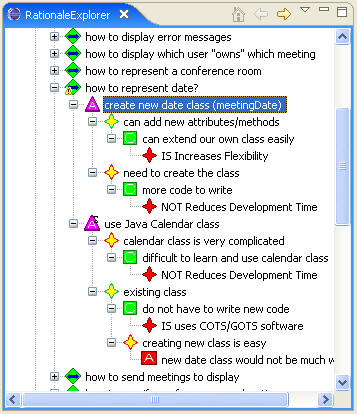 RationaleExplorer
how to display error messages
how to display which user "owns" which meeting
how to represent a conference room
how to represent date?
create new date class (meetingDate)
can add new attributes/methods
can extend our own class easily
IS Increases Flexibility
need to create the class
more code to write
NOT Reduces Development Time
use Java Calendar class
calendar class is very complicated
difficult to learn and use calendar class
NOT Reduces Development Time
existing class
do not have to write new code
IS uses COTS/GOTS software
creating new class is easy
new date class would not be much w
how to send meetings to display